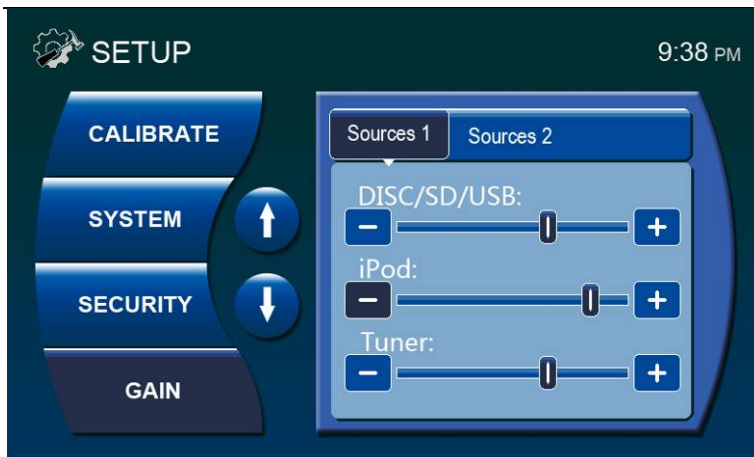 SETUP
9:38 PM
CALIBRATE
SYSTEM
SECURITY
GAIN
Sources 1 Sources 2
DISC/SD/USB:
− +
iPod:
− +
Tuner:
− +